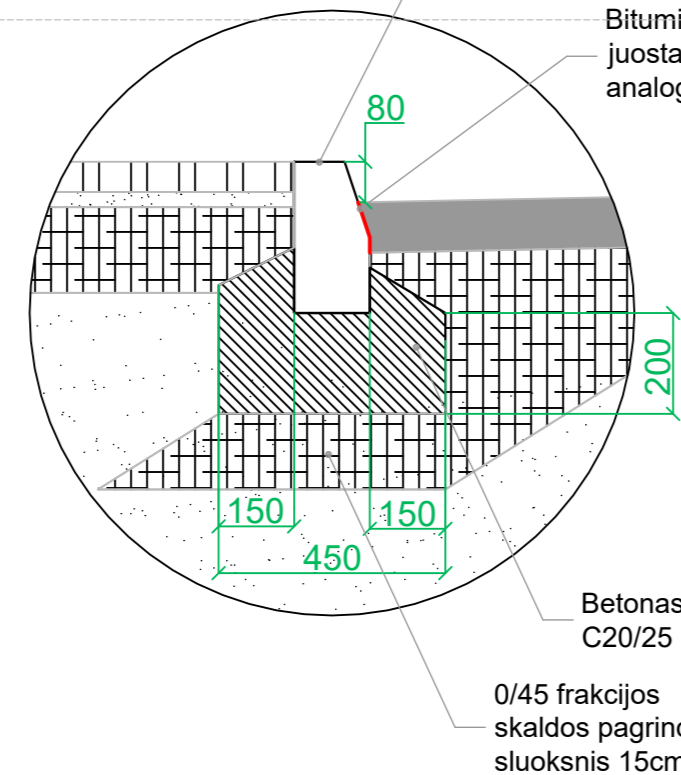 Bitumi
juosta
analog
80
200
150
150
450
Betonas
C20/25
0/45 frakcijos
skaldos pagrind
sluoksnis 15cm